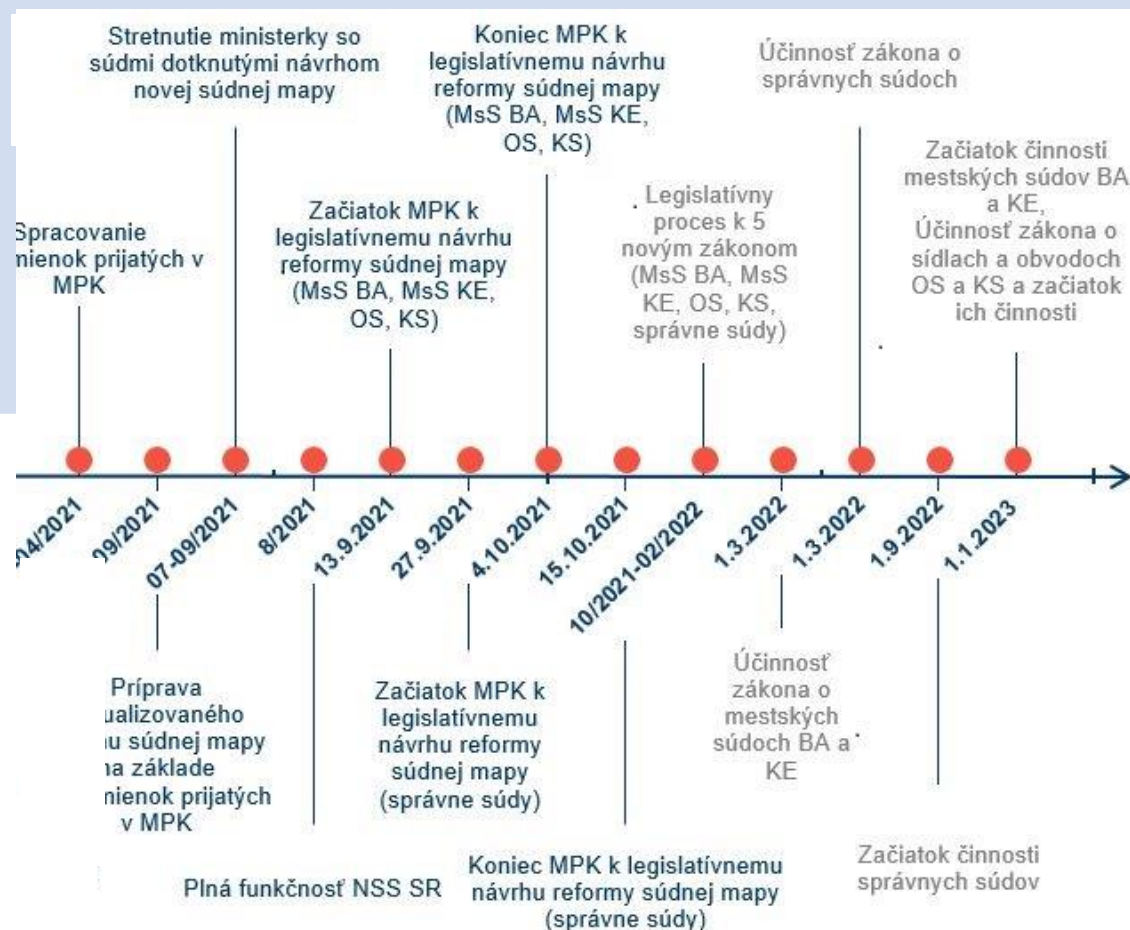 Stretnutie ministerky so
súdmi dotknutými návrhom
novej súdnej mapy
Koniec MPK k
legislatívnemu návrhu
reformy súdnej mapy
(MsS BA, MsS KE,
OS, KS)
Účinnosť zákona o
správnych súdoch
Spracovanie
mienok prijatých v
MPK
Začiatok MPK k
legislatívnemu návrhu
reformy súdnej mapy
(MsS BA, MsS KE,
OS, KS)
Legislatívny
proces k 5
novým zákonom
(MsS BA, MsS
KE, OS, KS,
správne súdy)
Začiatok činnosti
mestských súdov BA
a KE,
Účinnosť zákona o
sídlach a obvodoch
OS a KS a začiatok
ich činnosti
04/2021
09/2021
07-09/2021
8/2021
13.9.2021
27.9.2021
4.10.2021
15.10.2021
10/2021-02/2022
1.3.2022
1.3.2022
1.9.2022
1.1.2023
Príprava
ualizovaného
u súdnej mapy
na základe
mienok prijatých
v MPK
Plná funkčnosť NSS SR
Začiatok MPK k
legislatívnemu
návrhu reformy
súdnej mapy
(správne súdy)
Koniec MPK k legislatívnemu
návrhu reformy súdnej mapy
(správne súdy)
Účinnosť
zákona o
mestských
súdoch BA a
KE
Začiatok činnosti
správnych súdov